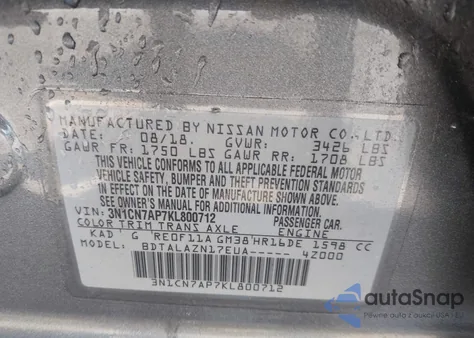 MANUFACTURED BY NISSAN MOTOR CO.,LTD.
DATE: 08/18. GVWR: 3426 LBS
GAWR FR: 1750 LBS GAWR RR: 1708 LBS
THIS VEHICLE CONFORMS TO ALL APPLICABLE FEDERAL MOTOR
VEHICLE SAFETY, BUMPER AND THEFT PREVENTION STANDARDS
IN EFFECT ON THE DATE OF MANUFACTURE SHOWN ABOVE.
SEE OWNER'S MANUAL FOR ADDITIONAL INFO.
VIN: 3N1CN7AP7KL800712 PASSENGER CAR.
COLOR TRIM TRANS AXLE ENGINE
KAD G RE0F11A GM38 HR16DE 1598 CC
MODEL: BDTALAZN17EUA----- 4Z000
3N1CN7AP7KL800712
autoSnap